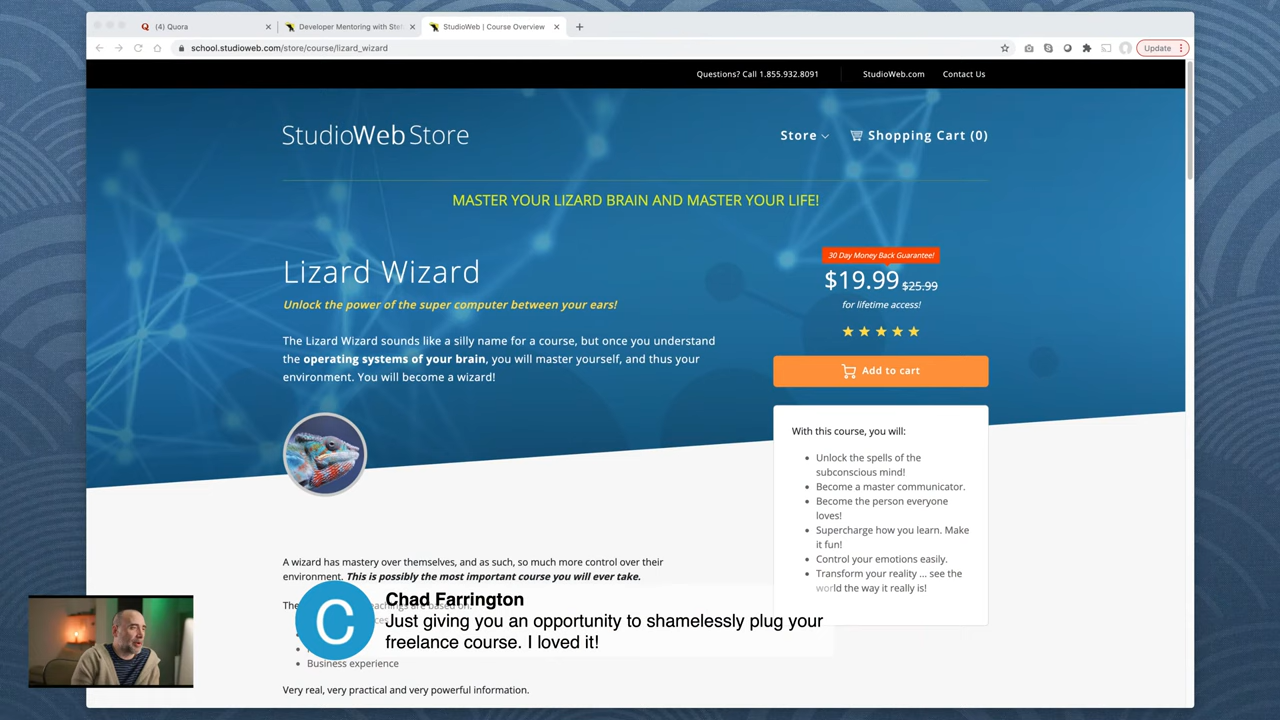 (4) Quora
Developer Mentoring with Stef
StudioWeb | Course Overview
school.studioweb.com/store/course/lizard_wizard
Update
Questions? Call 1.855.932.8091
StudioWeb.com
Contact Us
StudioWeb Store
Store
Shopping Cart (0)
MASTER YOUR LIZARD BRAIN AND MASTER YOUR LIFE!
Lizard Wizard
Unlock the power of the super computer between your ears!
The Lizard Wizard sounds like a silly name for a course, but once you understand
the operating systems of your brain, you will master yourself, and thus your
environment. You will become a wizard!
30 Day Money Back Guarantee!
$19.99 $25.99
for lifetime access!
Add to cart
With this course, you will:
Unlock the spells of the
subconscious mind!
Become a master communicator.
Become the person everyone
loves!
Supercharge how you learn. Make
it fun!
Control your emotions easily.
Transform your reality ... see the
world the way it really is!
A wizard has mastery over themselves, and as such, so much more control over their
environment. This is possibly the most important course you will ever take.
C
Chad Farrington
Just giving you an opportunity to shamelessly plug your
freelance course. I loved it!
Business experience
Very real, very practical and very powerful information.